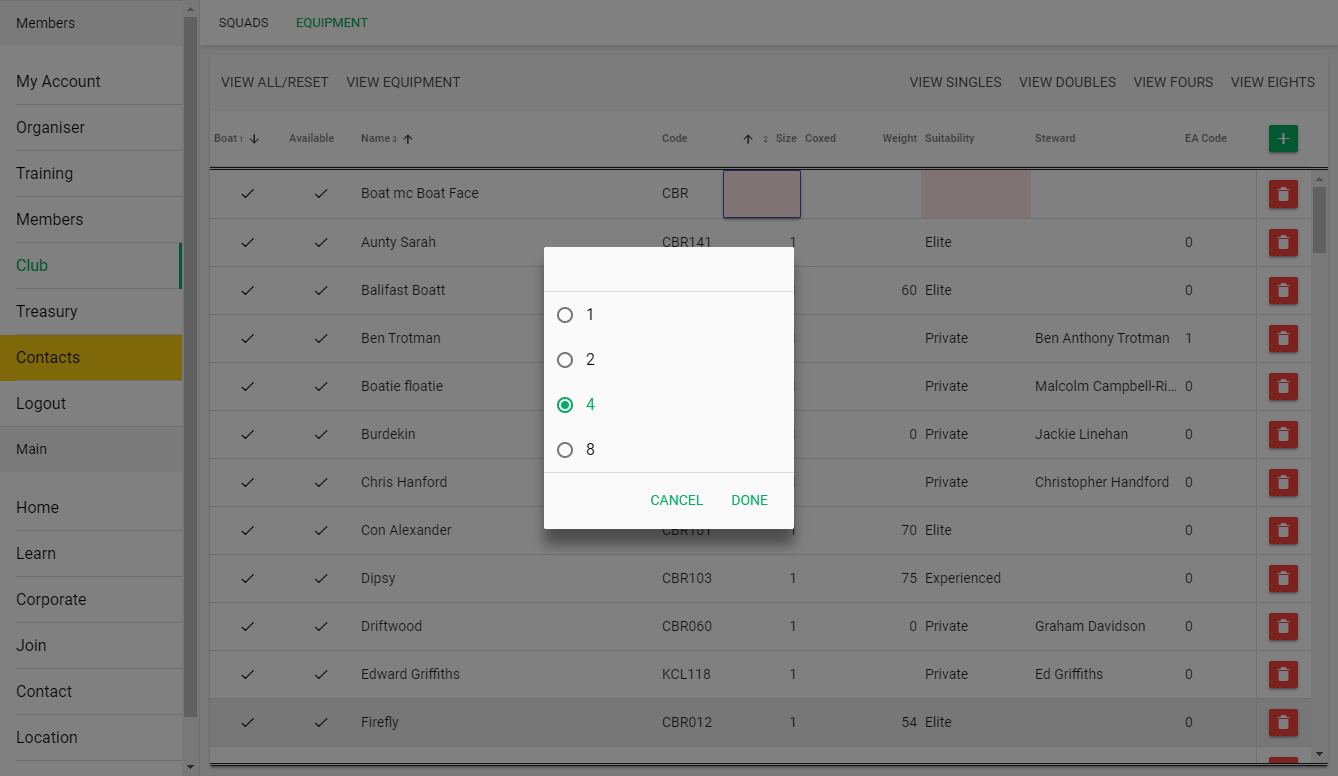 Members
My Account
Organiser
Training
Members
Club
Treasury
Contacts
Logout
Main
Home
Learn
Corporate
Join
Contact
Location
SQUADS EQUIPMENT
VIEW ALL/RESET VIEW EQUIPMENT VIEW SINGLES VIEW DOUBLES VIEW FOURS VIEW EIGHTS
Boat 1 Available Name 3 Code 2 Size Coxed Weight Suitability Steward EA Code
Boat mc Boat Face CBR
Aunty Sarah CBR141 1 Elite 0
Balifast Boatt 60 Elite 0
Ben Trotman Private Ben Anthony Trotman 1
Boatie floatie Private Malcolm Campbell-Ri... 0
Burdekin 0 Private Jackie Linehan 0
Chris Hanford Private Christopher Handford 0
Con Alexander CBR101 1 70 Elite 0
Dipsy CBR103 1 75 Experienced 0
Driftwood CBR060 1 0 Private Graham Davidson 0
Edward Griffiths KCL118 1 Private Ed Griffiths 0
Firefly CBR012 1 54 Elite 0
1
2
4
8
CANCEL DONE